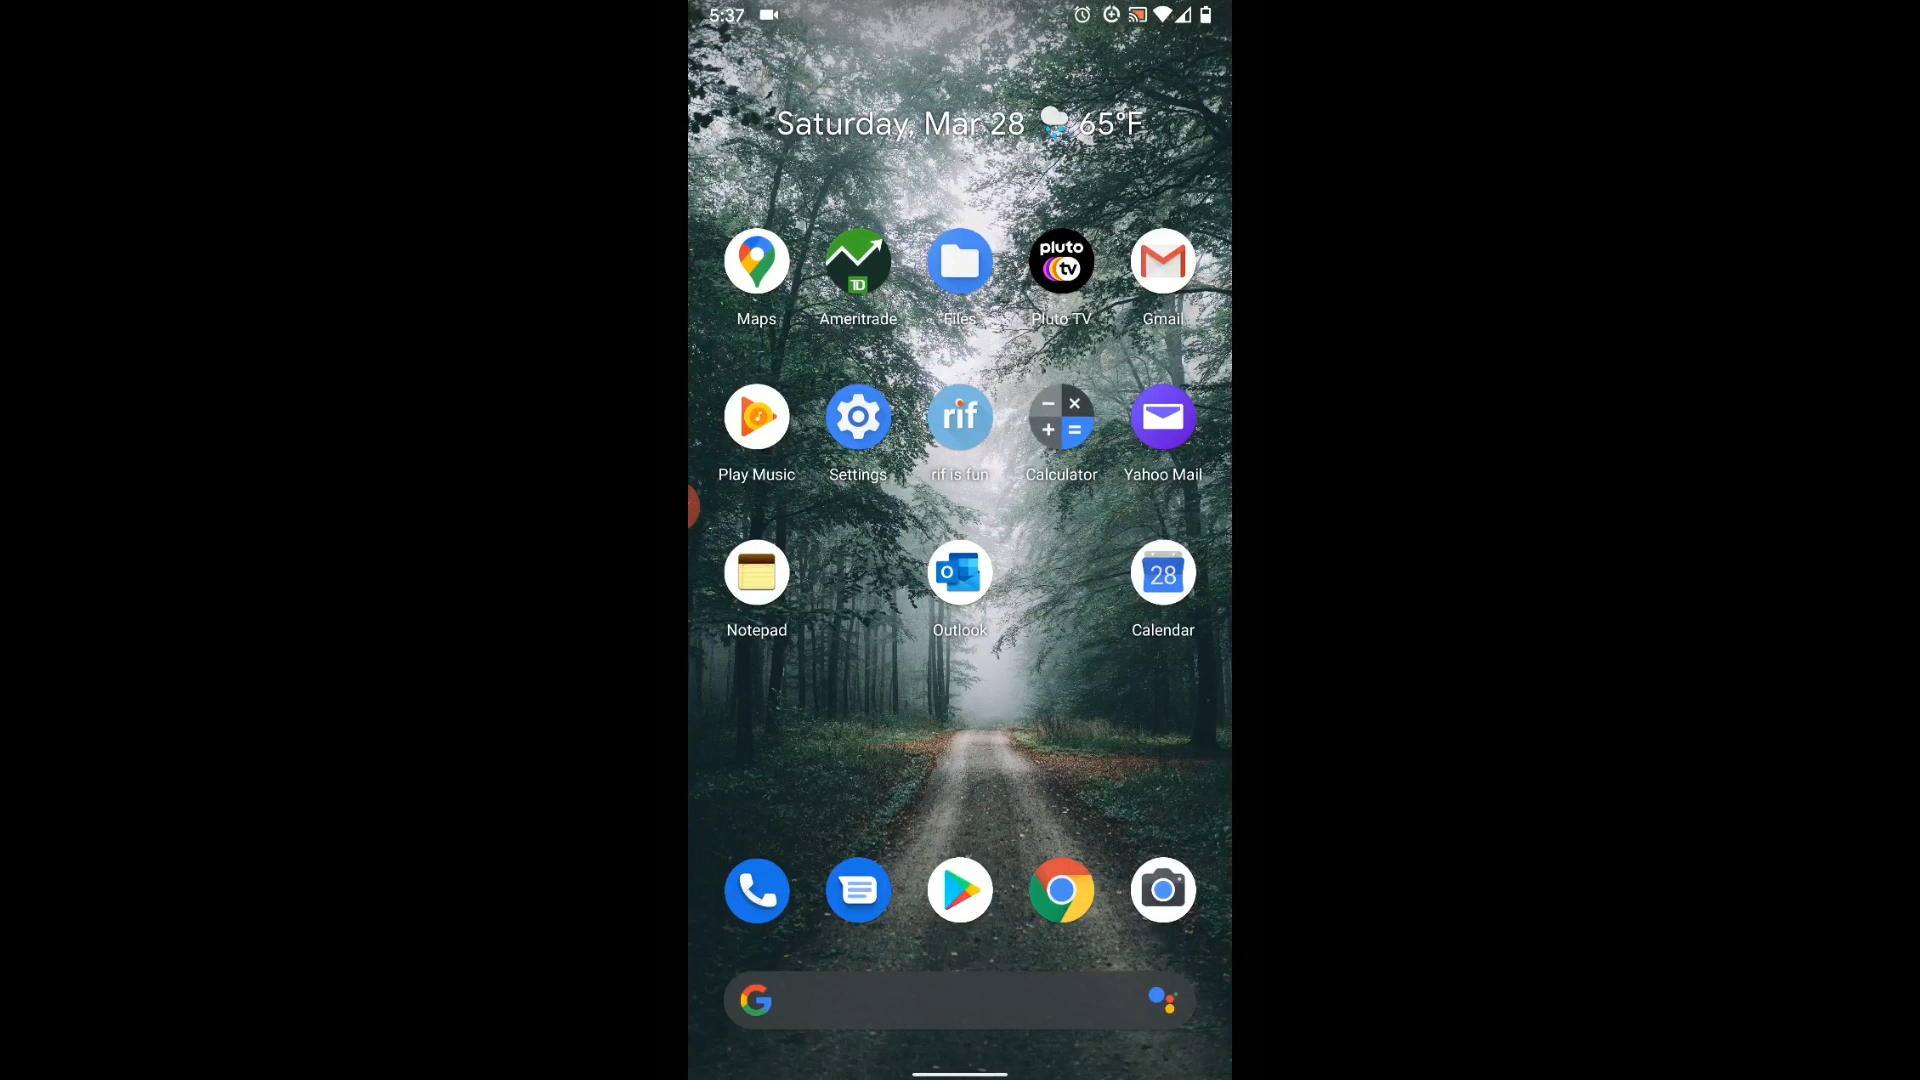 5:37
Saturday, Mar 28 65°F
pluto
tv
TD
Maps Ameritrade Files Pluto TV Gmail
rif
Play Music Settings rif is fun Calculator Yahoo Mail
O
28
Notepad Outlook Calendar
G